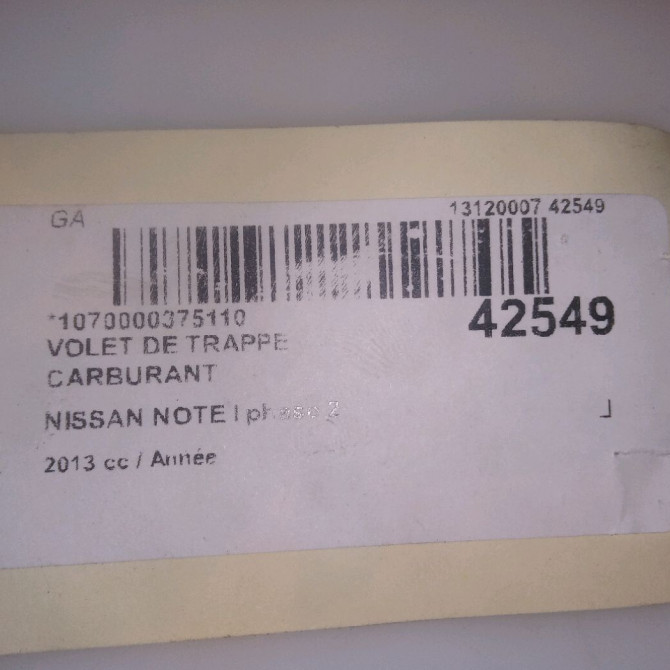 GA
13120007 42549
*1070000375110
42549
VOLET DE TRAPPE
CARBURANT
NISSAN NOTE I phase 2
2013 cc / Année